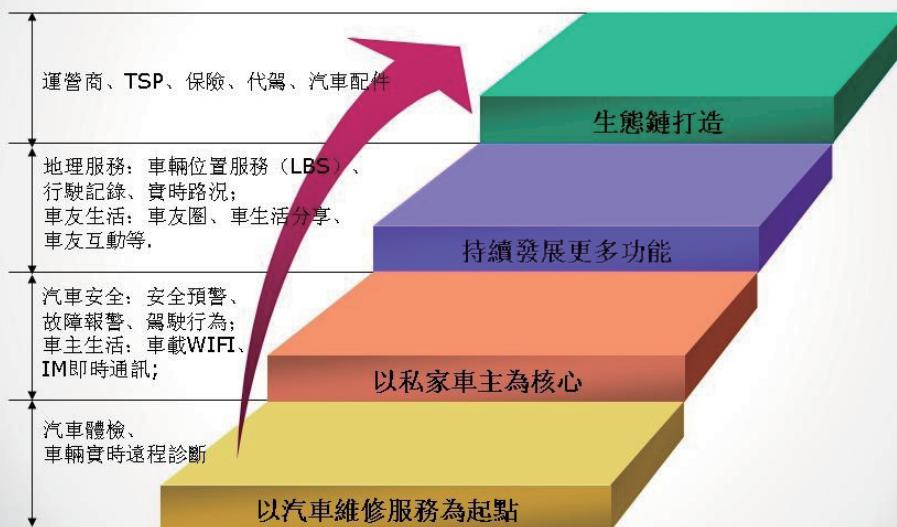 運營商、TSP、保險、代駕、汽車配件
生態鏈打造
地理服務：車輛位置服務（LBS）、
行駛記錄、實時路況；
車友生活：車友圈、車生活分享、
車友互動等.
持續發展更多功能
汽車安全：安全預警、
故障報警、駕駛行為；
車主生活：車載WIFI、
IM即時通訊；
以私家車主為核心
汽車體檢、
車輛實時遠程診斷
以汽車維修服務為起點